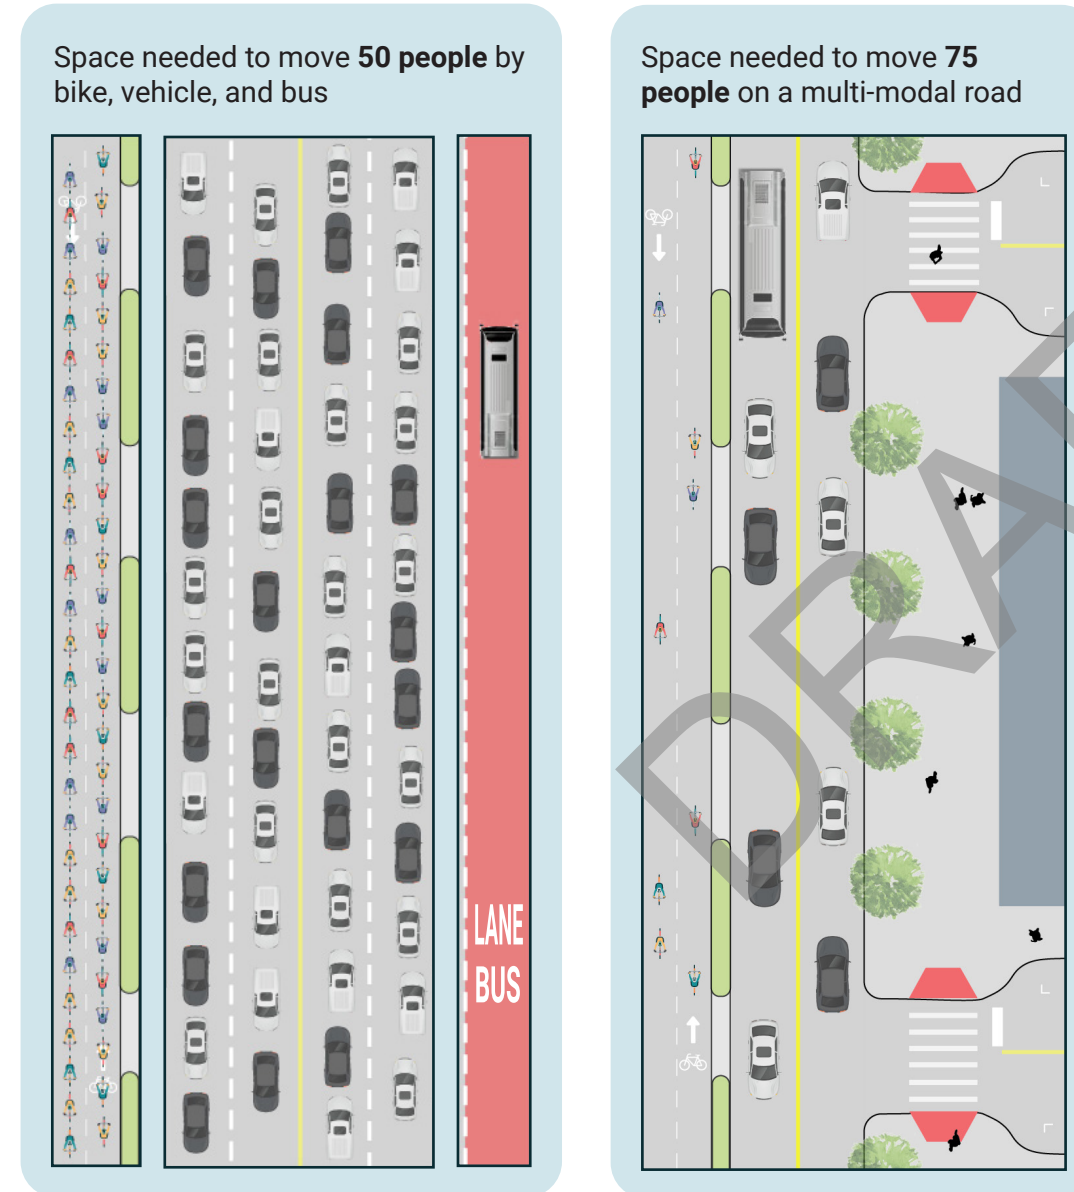 Space needed to move 50 people by
bike, vehicle, and bus
Space needed to move 75
people on a multi-modal road
LANE
BUS
DRA